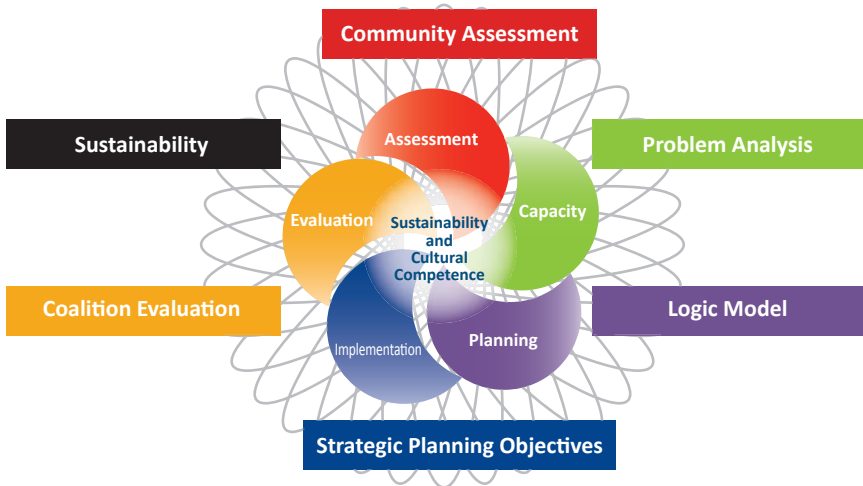 Community Assessment
Sustainability
Assessment
Problem Analysis
Evaluation
Capacity
Sustainability
and
Cultural
Competence
Coalition Evaluation
Logic Model
Implementation
Planning
Strategic Planning Objectives